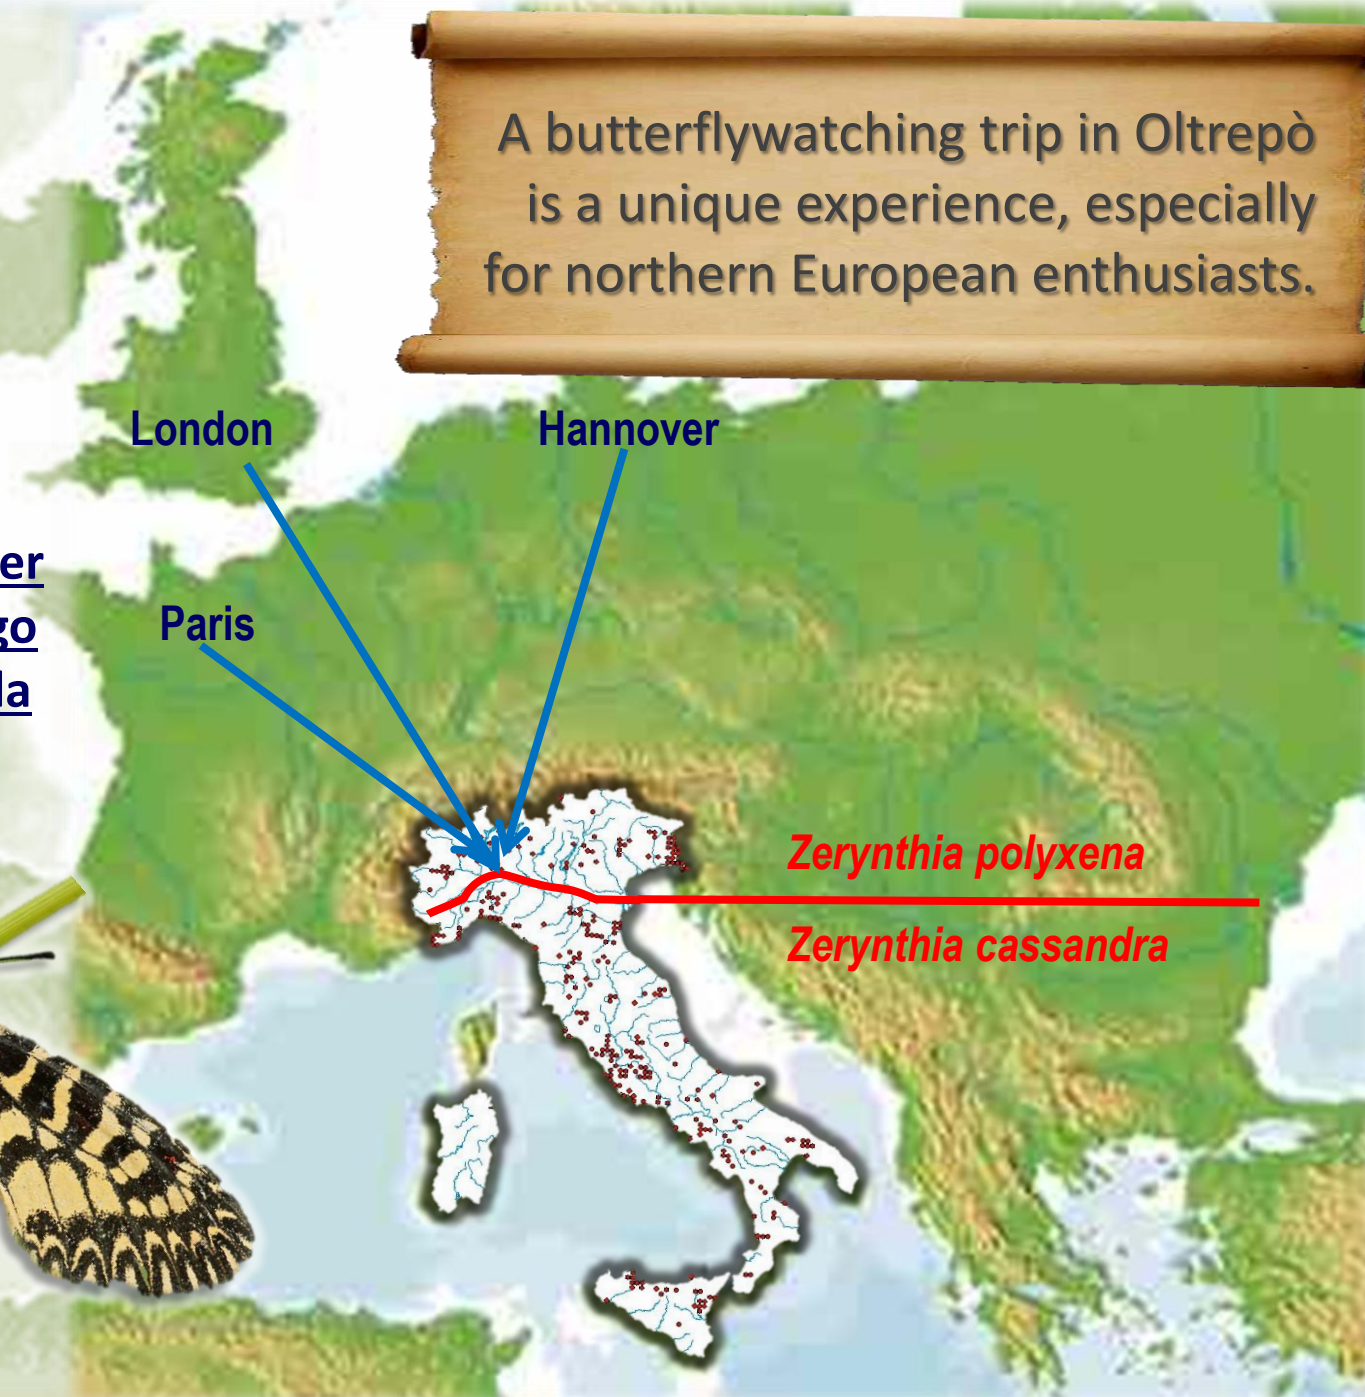 A butterflywatching trip in Oltrepò
is a unique experience, especially
for northern European enthusiasts.
London
Hannover
Paris
Zerynthia polyxena
Zerynthia cassandra